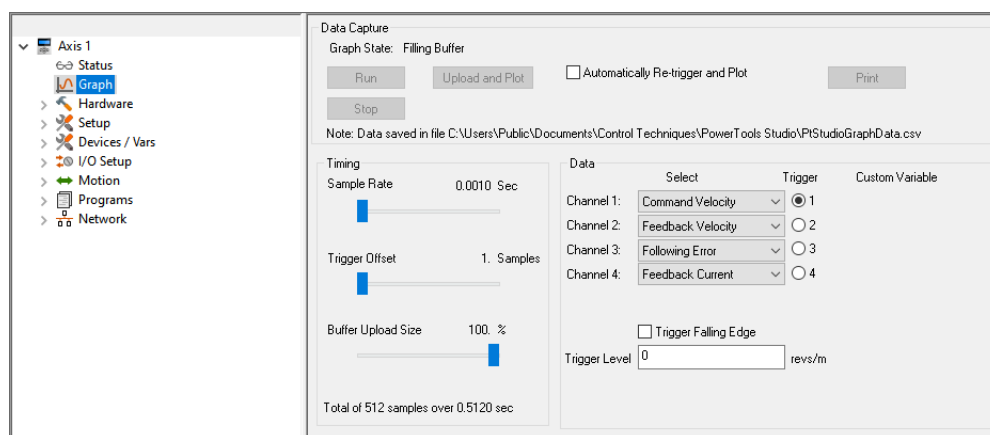 Axis 1
Status
Graph
Hardware
Setup
Devices / Vars
I/O Setup
Motion
Programs
Network
Data Capture
Graph State: Filling Buffer
Run Upload and Plot Automatically Re-trigger and Plot Print
Stop
Note: Data saved in file C:\Users\Public\Documents\Control Techniques\PowerTools Studio\PtStudioGraphData.csv
Timing
Sample Rate 0.0010 Sec
Trigger Offset 1. Samples
Buffer Upload Size 100. %
Total of 512 samples over 0.5120 sec
Data
Select Trigger Custom Variable
Channel 1: Command Velocity 1
Channel 2: Feedback Velocity 2
Channel 3: Following Error 3
Channel 4: Feedback Current 4
Trigger Falling Edge
Trigger Level 0 revs/m